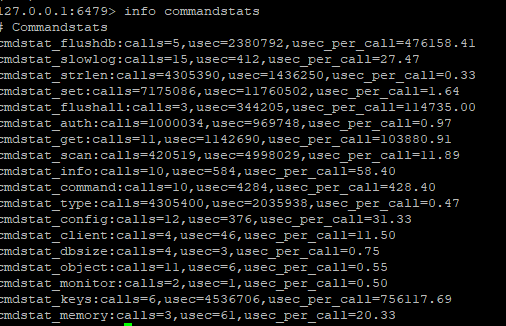 127.0.0.1:6479> info commandstats
# Commandstats
cmdstat_flushdb:calls=5,usec=2380792,usec_per_call=476158.41
cmdstat_slowlog:calls=15,usec=412,usec_per_call=27.47
cmdstat_strlen:calls=4305390,usec=1436250,usec_per_call=0.33
cmdstat_set:calls=7175086,usec=11760502,usec_per_call=1.64
cmdstat_flushall:calls=3,usec=344205,usec_per_call=114735.00
cmdstat_auth:calls=1000034,usec=969748,usec_per_call=0.97
cmdstat_get:calls=11,usec=1142690,usec_per_call=103880.91
cmdstat_scan:calls=420519,usec=4998029,usec_per_call=11.89
cmdstat_info:calls=10,usec=584,usec_per_call=58.40
cmdstat_command:calls=10,usec=4284,usec_per_call=428.40
cmdstat_type:calls=4305400,usec=2035938,usec_per_call=0.47
cmdstat_config:calls=12,usec=376,usec_per_call=31.33
cmdstat_client:calls=4,usec=46,usec_per_call=11.50
cmdstat_dbsize:calls=4,usec=3,usec_per_call=0.75
cmdstat_object:calls=11,usec=6,usec_per_call=0.55
cmdstat_monitor:calls=2,usec=1,usec_per_call=0.50
cmdstat_keys:calls=6,usec=4536706,usec_per_call=756117.69
cmdstat_memory:calls=3,usec=61,usec_per_call=20.33